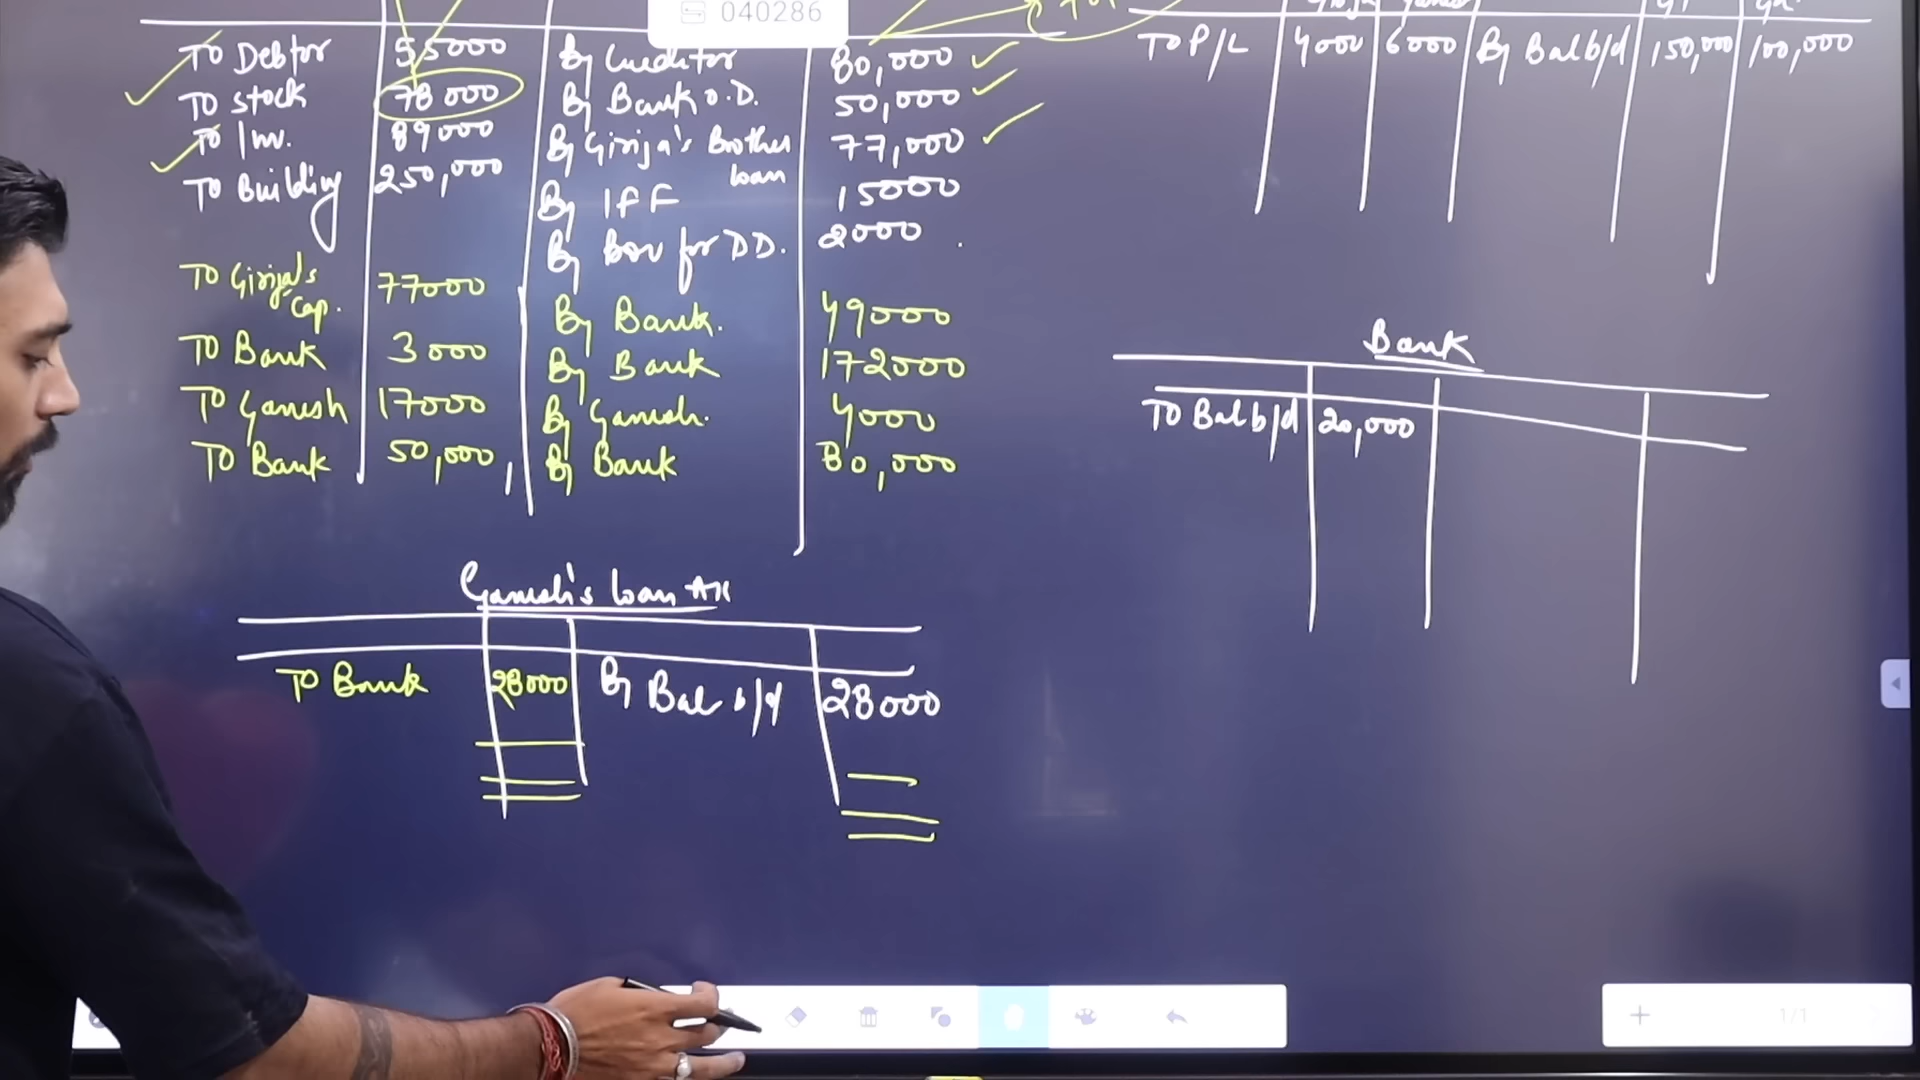 040286
To Debtor 55000 By Creditor 80,000
To Stock 78000 By Bank O.D. 50,000
To Inv. 89000 By Girija's Brother loan 77,000
To Building 250,000 By IFF 15000
By Prov for DD. 2000
To Girija's Cap. 77000 By Bank. 49000
To Bank 3000 By Bank 172000
To Ganesh 17000 By Ganesh. 4000
To Bank 50,000 By Bank 80,000
Ganesh's loan A/c
To Bank 28000 By Bal b/d 28000
To P/L 4000 6000 By Bal b/d 150,000 100,000
Bank
To Bal b/d 20,000
1/1